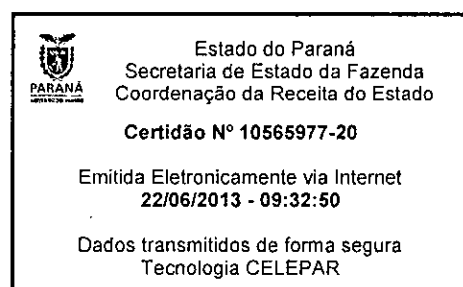 Estado do Paraná
Secretaria de Estado da Fazenda
PARANÁ
Coordenação da Receita do Estado
Certidão Nº 10565977-20
Emitida Eletronicamente via Internet
22/06/2013 - 09:32:50
Dados transmitidos de forma segura
Tecnologia CELEPAR